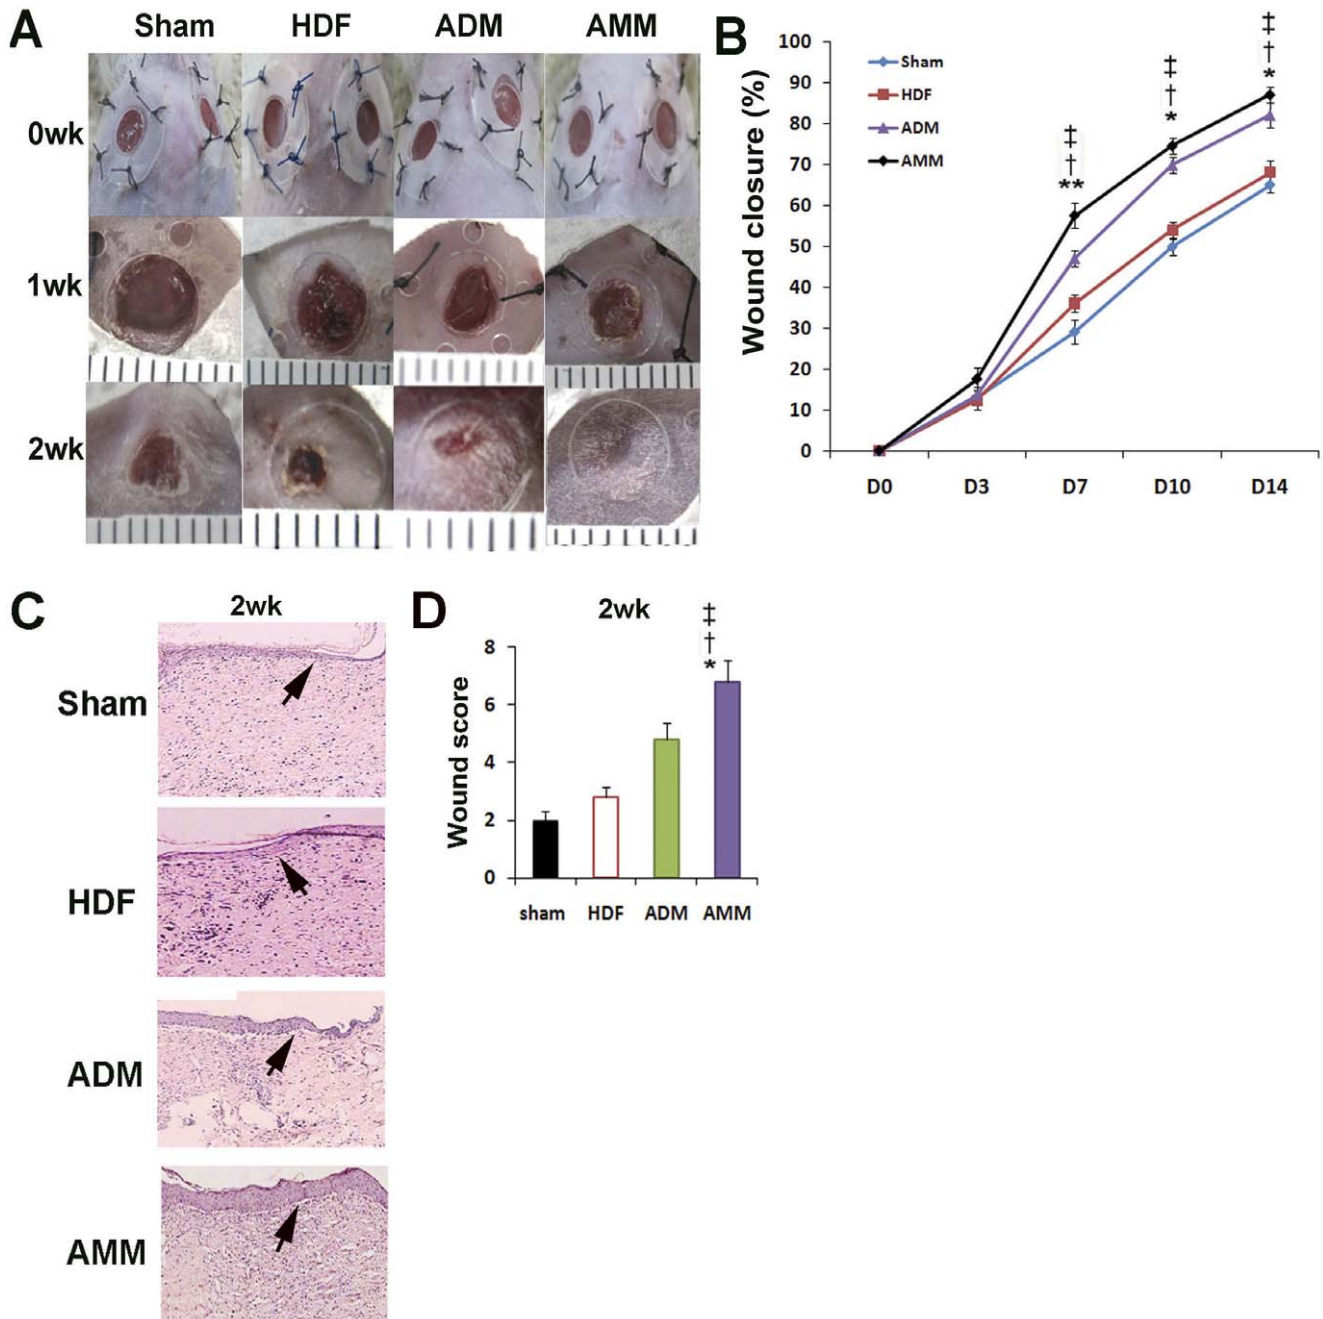 A
Sham HDF ADM AMM
0wk
1wk
2wk
B
Wound closure (%)
100
90
80
70
60
50
40
30
20
10
0
D0 D3 D7 D10 D14
Sham
HDF
ADM
AMM
‡
†
**
‡
†
*
‡
†
*
C
2wk
Sham
HDF
ADM
AMM
D
2wk
Wound score
8
6
4
2
0
‡
†
*
sham HDF ADM AMM